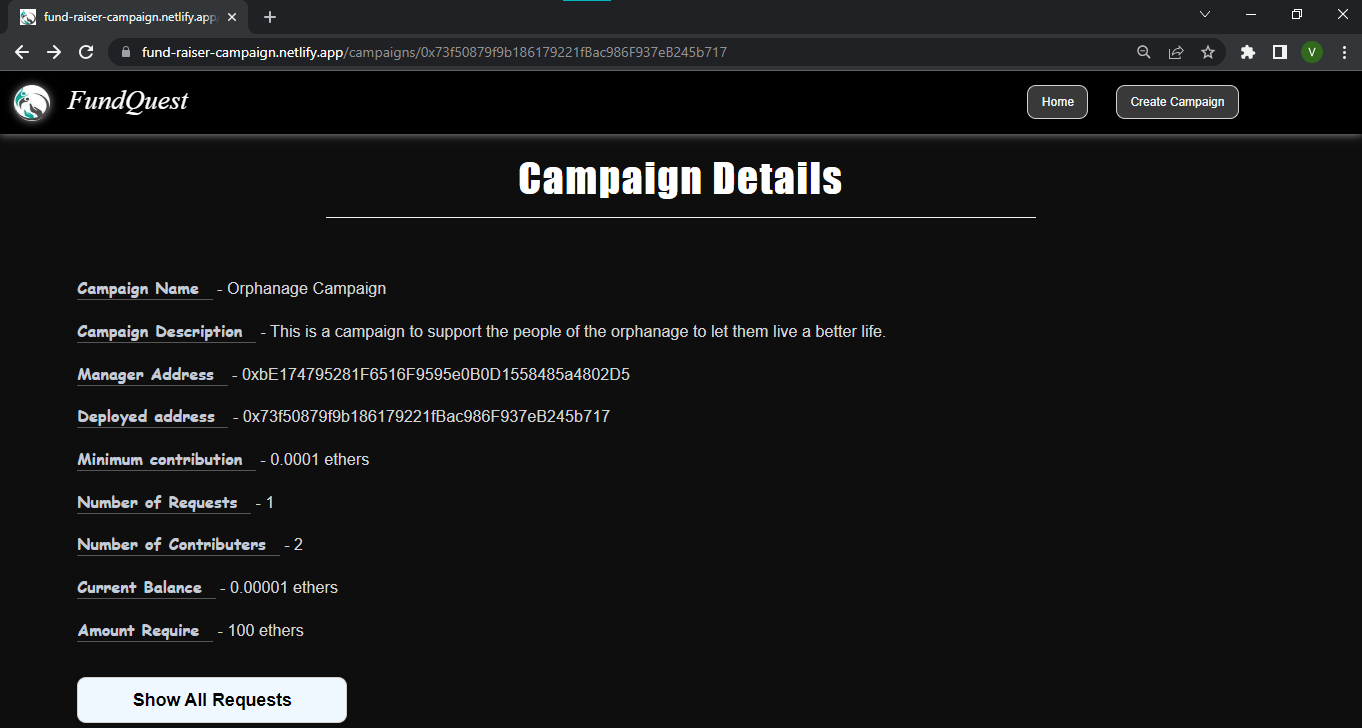 fund-raiser-campaign.netlify.app
fund-raiser-campaign.netlify.app/campaigns/0x73f50879f9b186179221fBac986F937eB245b717
V
FundQuest
Home
Create Campaign
Campaign Details
Campaign Name - Orphanage Campaign
Campaign Description - This is a campaign to support the people of the orphanage to let them live a better life.
Manager Address - 0xbE174795281F6516F9595e0B0D1558485a4802D5
Deployed address - 0x73f50879f9b186179221fBac986F937eB245b717
Minimum contribution - 0.0001 ethers
Number of Requests - 1
Number of Contributers - 2
Current Balance - 0.00001 ethers
Amount Require - 100 ethers
Show All Requests